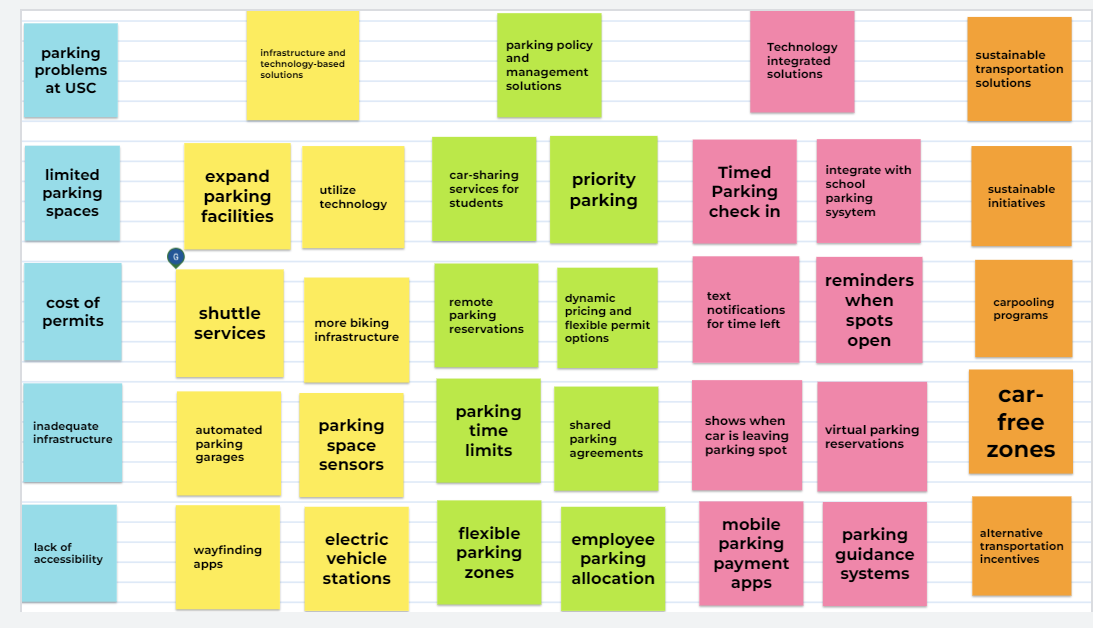 parking
problems
at USC
infrastructure and
technology-based
solutions
parking policy
and
management
solutions
Technology
integrated
solutions
sustainable
transportation
solutions
limited
parking
spaces
expand
parking
facilities
utilize
technology
car-sharing
services for
students
priority
parking
Timed
Parking
check in
integrate with
school
parking
sysytem
sustainable
initiatives
G
cost of
permits
shuttle
services
more biking
infrastructure
remote
parking
reservations
dynamic
pricing and
flexible permit
options
text
notifications
for time left
reminders
when
spots
open
carpooling
programs
inadequate
infrastructure
automated
parking
garages
parking
space
sensors
parking
time
limits
shared
parking
agreements
shows when
car is leaving
parking spot
virtual parking
reservations
car-
free
zones
lack of
accessibility
wayfinding
apps
electric
vehicle
stations
flexible
parking
zones
employee
parking
allocation
mobile
parking
payment
apps
parking
guidance
systems
alternative
transportation
incentives